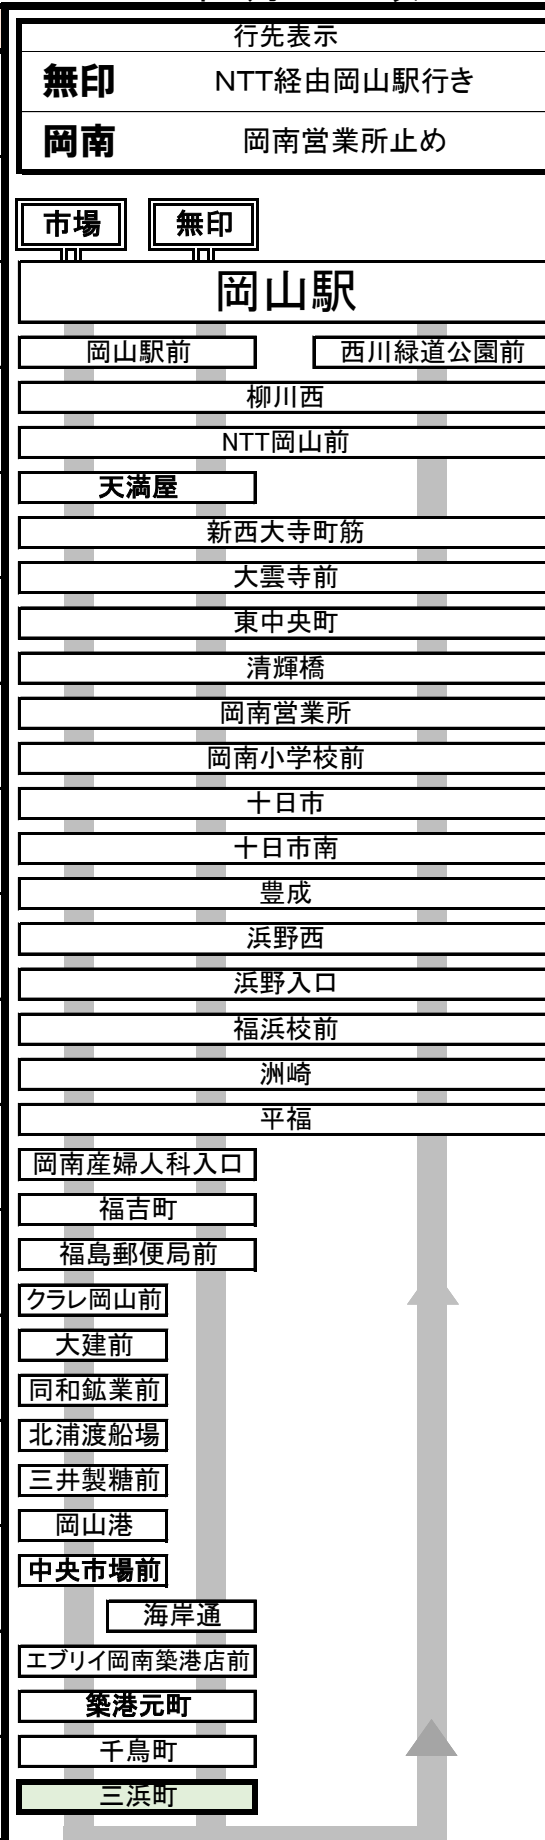 行先表示
無印 NTT経由岡山駅行き
岡南 岡南営業所止め
市場 無印
岡山駅
岡山駅前 西川緑道公園前
柳川西
NTT岡山前
天満屋
新西大寺町筋
大雲寺前
東中央町
清輝橋
岡南営業所
岡南小学校前
十日市
十日市南
豊成
浜野西
浜野入口
福浜校前
洲崎
平福
岡南産婦人科入口
福吉町
福島郵便局前
クラレ岡山前
大建前
同和鉱業前
北浦渡船場
三井製糖前
岡山港
中央市場前
海岸通
エブリイ岡南築港店前
築港元町
千鳥町
三浜町